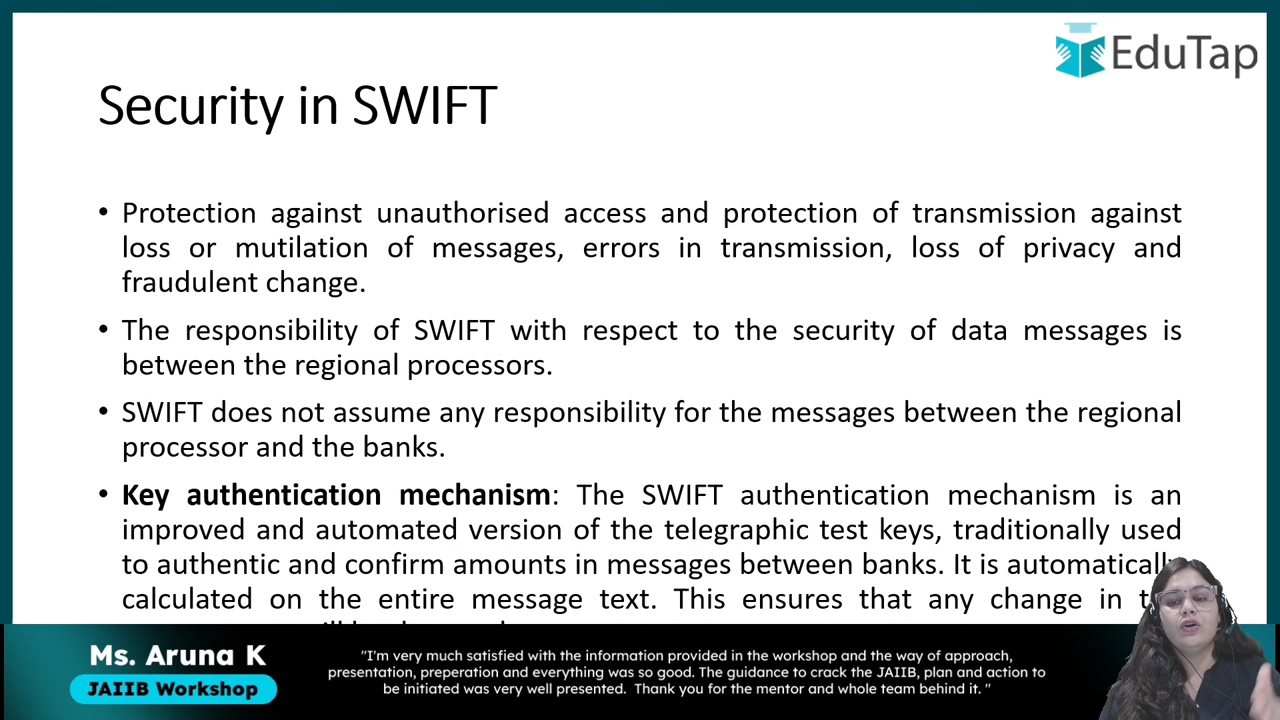 EduTap
Security in SWIFT
• Protection against unauthorised access and protection of transmission against
loss or mutilation of messages, errors in transmission, loss of privacy and
fraudulent change.
• The responsibility of SWIFT with respect to the security of data messages is
between the regional processors.
• SWIFT does not assume any responsibility for the messages between the regional
processor and the banks.
• Key authentication mechanism: The SWIFT authentication mechanism is an
improved and automated version of the telegraphic test keys, traditionally used
to authentic and confirm amounts in messages between banks. It is automatically
calculated on the entire message text. This ensures that any change in
Ms. Aruna K
JAIIB Workshop
"I'm very much satisfied with the information provided in the workshop and the way of approach,
presentation, preperation and everything was so good. The guidance to crack the JAIIB, plan and action to
be initiated was very well presented. Thank you for the mentor and whole team behind it. "